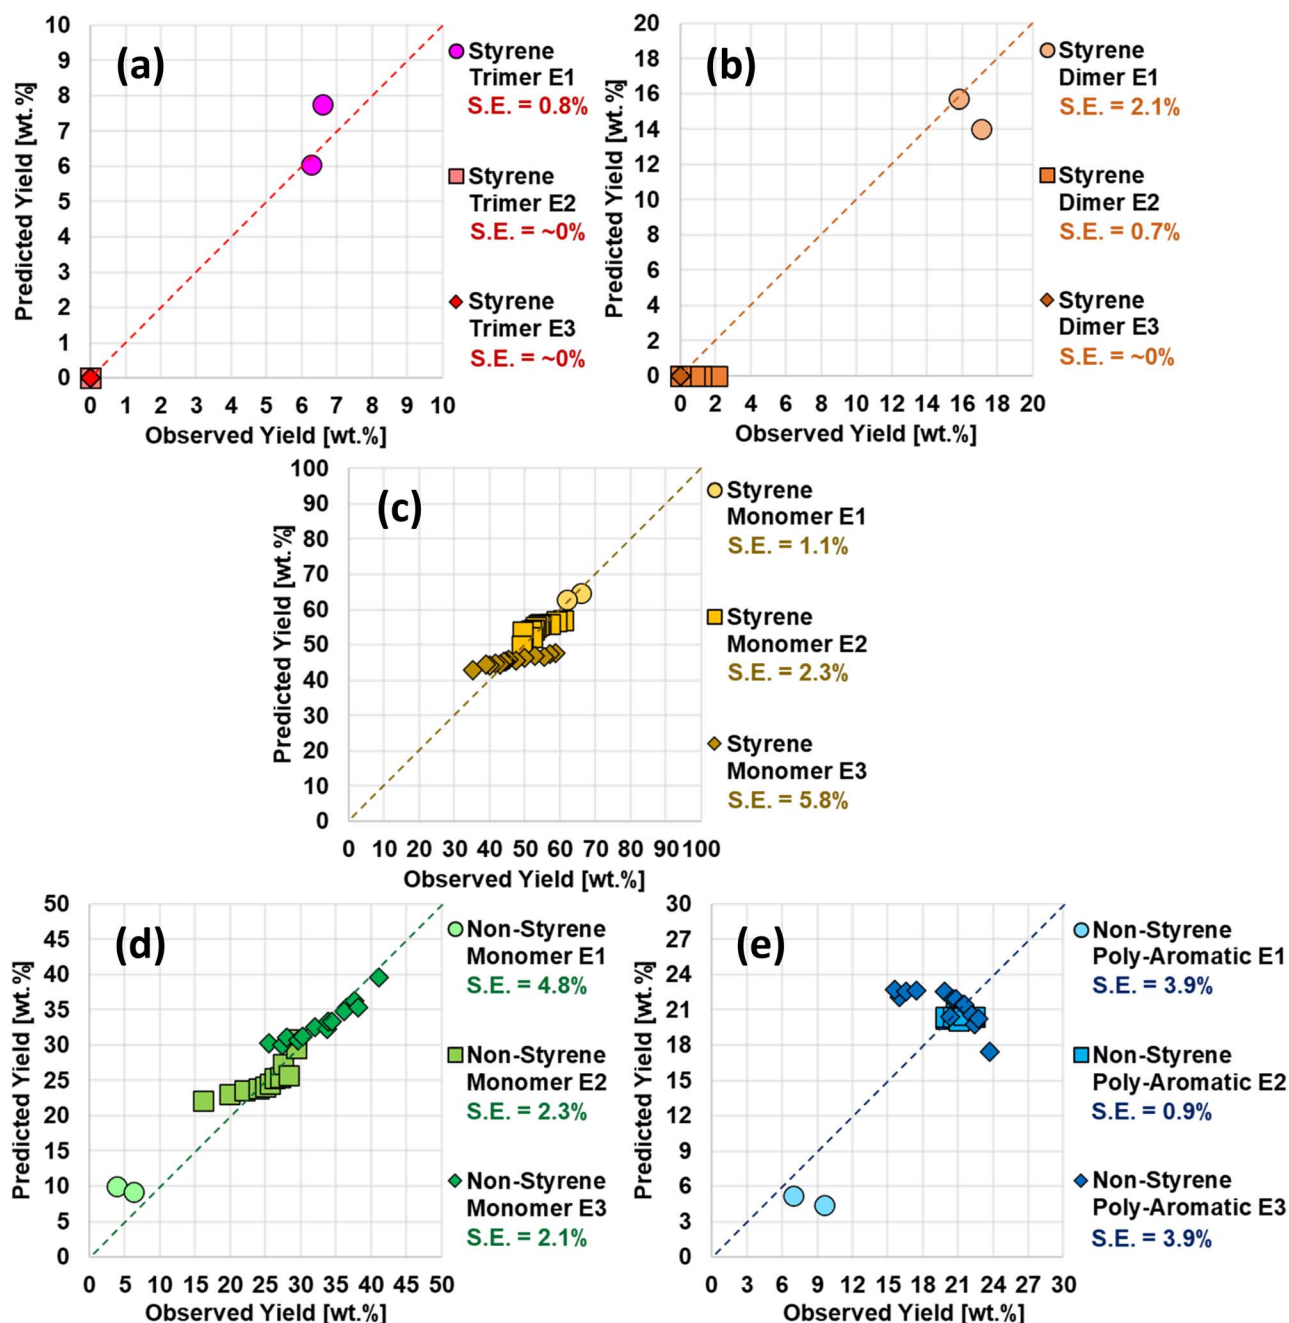 (a)
Predicted Yield [wt.%]
10
9
8
7
6
5
4
3
2
1
0
0 1 2 3 4 5 6 7 8 9 10
Observed Yield [wt.%]
Styrene
Trimer E1
S.E. = 0.8%
Styrene
Trimer E2
S.E. = ~0%
Styrene
Trimer E3
S.E. = ~0%
(b)
Predicted Yield [wt.%]
20
18
16
14
12
10
8
6
4
2
0
0 2 4 6 8 10 12 14 16 18 20
Observed Yield [wt.%]
Styrene
Dimer E1
S.E. = 2.1%
Styrene
Dimer E2
S.E. = 0.7%
Styrene
Dimer E3
S.E. = ~0%
(c)
Predicted Yield [wt.%]
100
90
80
70
60
50
40
30
20
10
0
0 10 20 30 40 50 60 70 80 90 100
Observed Yield [wt.%]
Styrene
Monomer E1
S.E. = 1.1%
Styrene
Monomer E2
S.E. = 2.3%
Styrene
Monomer E3
S.E. = 5.8%
(d)
Predicted Yield [wt.%]
50
45
40
35
30
25
20
15
10
5
0
0 5 10 15 20 25 30 35 40 45 50
Observed Yield [wt.%]
Non-Styrene
Monomer E1
S.E. = 4.8%
Non-Styrene
Monomer E2
S.E. = 2.3%
Non-Styrene
Monomer E3
S.E. = 2.1%
(e)
Predicted Yield [wt.%]
30
27
24
21
18
15
12
9
6
3
0
0 3 6 9 12 15 18 21 24 27 30
Observed Yield [wt.%]
Non-Styrene
Poly-Aromatic E1
S.E. = 3.9%
Non-Styrene
Poly-Aromatic E2
S.E. = 0.9%
Non-Styrene
Poly-Aromatic E3
S.E. = 3.9%